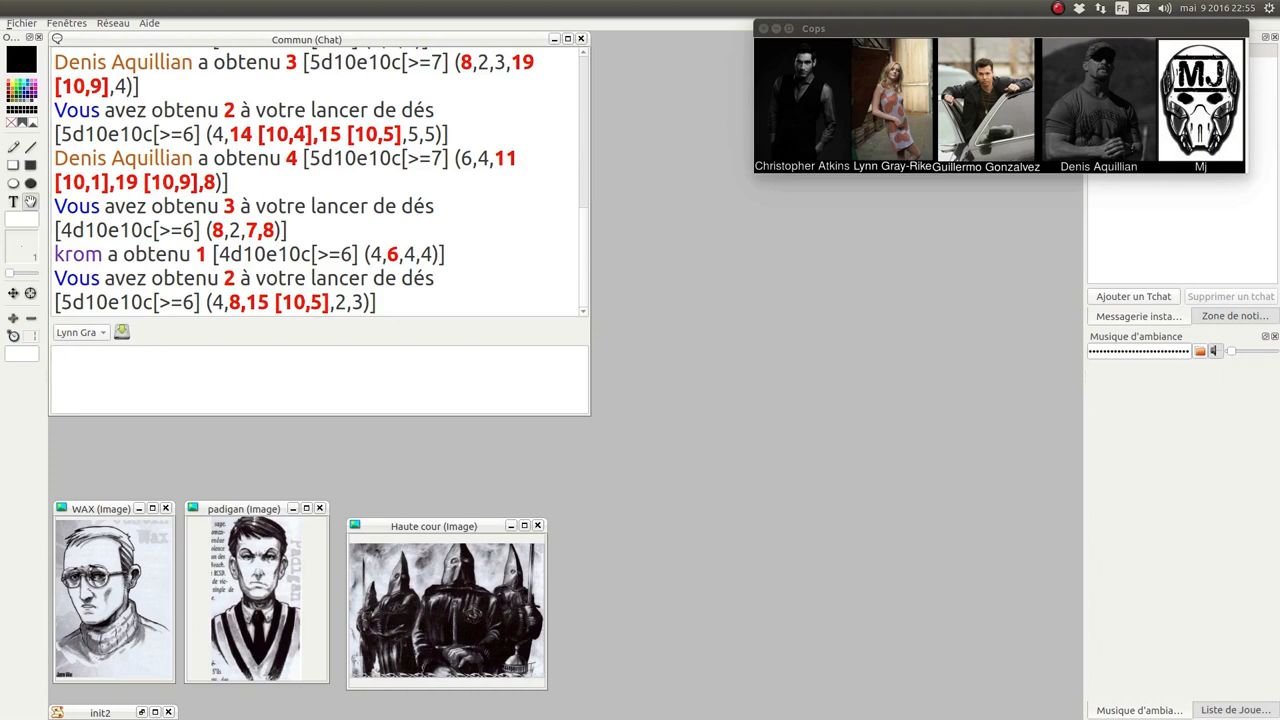 mai 9 2016 22:55
Fr,
Fichier Fenêtres Réseau Aide
O...
Commun (Chat)
Denis Aquillian a obtenu 3 [5d10e10c[>=7] (8,2,3,19
[10,9],4)]
Vous avez obtenu 2 à votre lancer de dés
[5d10e10c[>=6] (4,14 [10,4],15 [10,5],5,5)]
Denis Aquillian a obtenu 4 [5d10e10c[>=7] (6,4,11
[10,1],19 [10,9],8)]
Vous avez obtenu 3 à votre lancer de dés
[4d10e10c[>=6] (8,2,7,8)]
krom a obtenu 1 [4d10e10c[>=6] (4,6,4,4)]
Vous avez obtenu 2 à votre lancer de dés
[5d10e10c[>=6] (4,8,15 [10,5],2,3)]
Lynn Gra
T
1
Cops
MJ
Christopher Atkins Lynn Gray-Rike Guillermo Gonzalvez Denis Aquillian Mj
Ajouter un Tchat Supprimer un tchat
Messagerie insta... Zone de noti...
Musique d'ambiance
WAX (Image)
padigan (Image)
Haute cour (Image)
sage.
init2
Musique d'ambia... Liste de Joue...